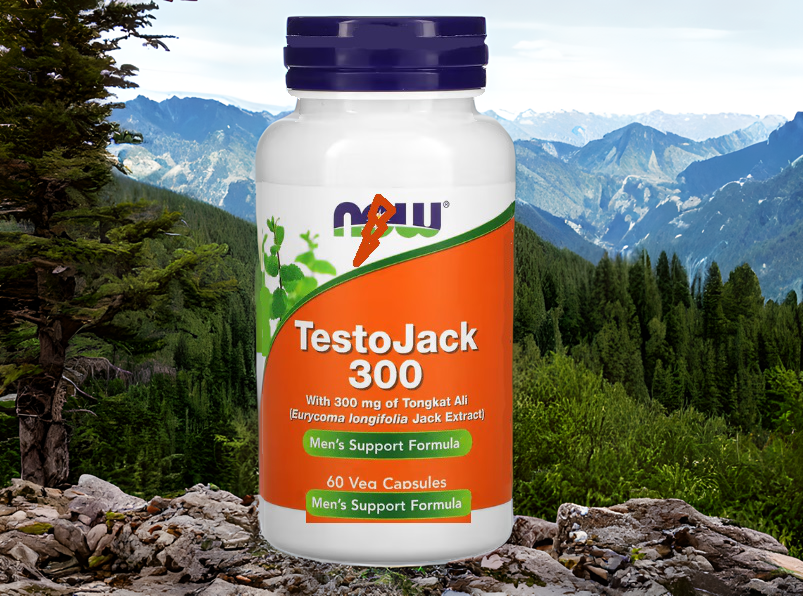 NOW®
TestoJack
300
With 300 mg of Tongkat Ali
(Eurycoma longifolia Jack Extract)
Men's Support Formula
60 Veg Capsules
Men's Support Formula